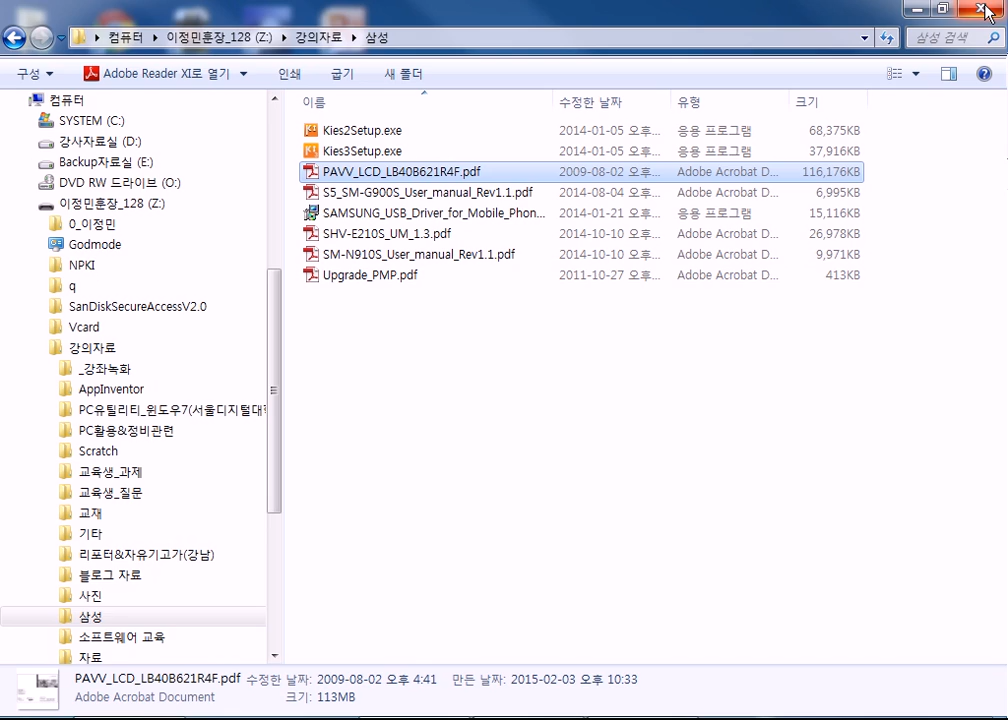 컴퓨터 이정민훈장_128 (Z:) 강의자료 삼성 삼성 검색
구성 Adobe Reader XI로 열기 인쇄 굽기 새 폴더
이름 수정한 날짜 유형 크기
Kies2Setup.exe 2014-01-05 오후... 응용 프로그램 68,375KB
Kies3Setup.exe 2014-01-05 오후... 응용 프로그램 37,916KB
PAVV_LCD_LB40B621R4F.pdf 2009-08-02 오후... Adobe Acrobat D... 116,176KB
S5_SM-G900S_User_manual_Rev1.1.pdf 2014-08-04 오후... Adobe Acrobat D... 6,995KB
SAMSUNG_USB_Driver_for_Mobile_Phon... 2014-01-21 오후... 응용 프로그램 15,116KB
SHV-E210S_UM_1.3.pdf 2014-10-10 오후... Adobe Acrobat D... 26,978KB
SM-N910S_User_manual_Rev1.1.pdf 2014-10-10 오후... Adobe Acrobat D... 9,971KB
Upgrade_PMP.pdf 2011-10-27 오후... Adobe Acrobat D... 413KB
컴퓨터
SYSTEM (C:)
강사자료실 (D:)
Backup자료실 (E:)
DVD RW 드라이브 (O:)
이정민훈장_128 (Z:)
0_이정민
Godmode
NPKI
q
SanDiskSecureAccessV2.0
Vcard
강의자료
_강좌녹화
AppInventor
PC유틸리티_윈도우7(서울디지털대학
PC활용&정비관련
Scratch
교육생_과제
교육생_질문
교재
기타
리포터&자유기고가(강남)
블로그 자료
사진
삼성
소프트웨어 교육
자료
PAVV_LCD_LB40B621R4F.pdf 수정한 날짜: 2009-08-02 오후 4:41 만든 날짜: 2015-02-03 오후 10:33
Adobe Acrobat Document 크기: 113MB